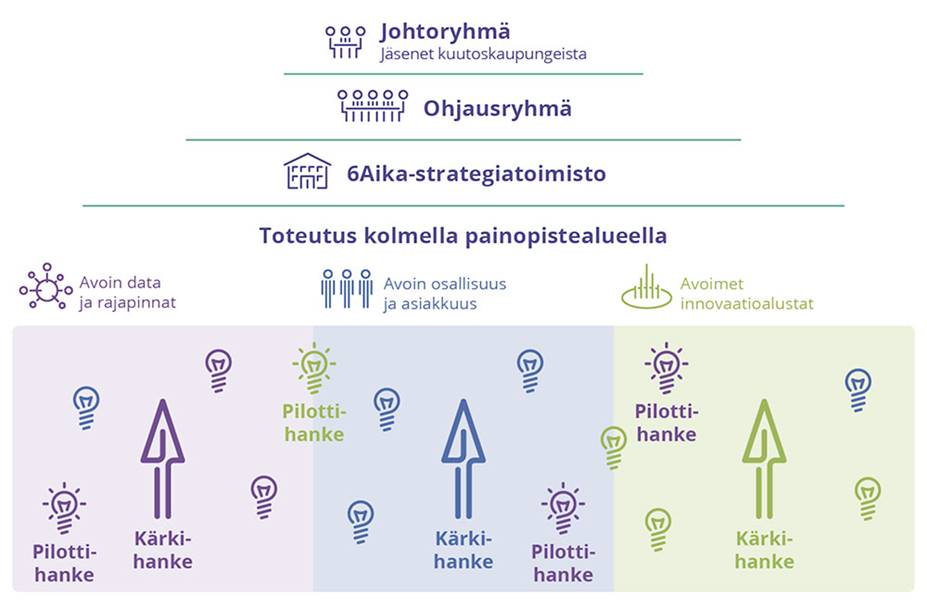 Johtoryhmä
Jäsenet kuutoskaupungeista
Ohjausryhmä
6Aika-strategiatoimisto
Toteutus kolmella painopistealueella
Avoin data
ja rajapinnat
Avoin osallisuus
ja asiakkuus
Avoimet
innovaatioalustat
Pilotti-
hanke
Pilotti-
hanke
Pilotti-
hanke
Kärki-
hanke
Kärki-
hanke
Pilotti-
hanke
Kärki-
hanke